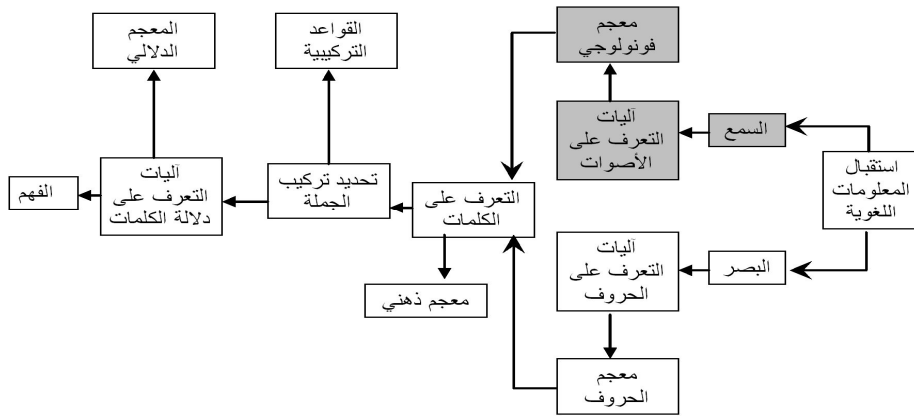 معجم
فونولوجي
القواعد
التركيبية
المعجم
الدلالي
آليات
التعرف على
الأصوات
السمع
استقبال
المعلومات
اللغوية
آليات
التعرف على
دلالة الكلمات
تحديد تركيب
الجملة
التعرف على
الكلمات
الفهم
آليات
التعرف على
الحروف
البصر
معجم ذهني
معجم
الحروف